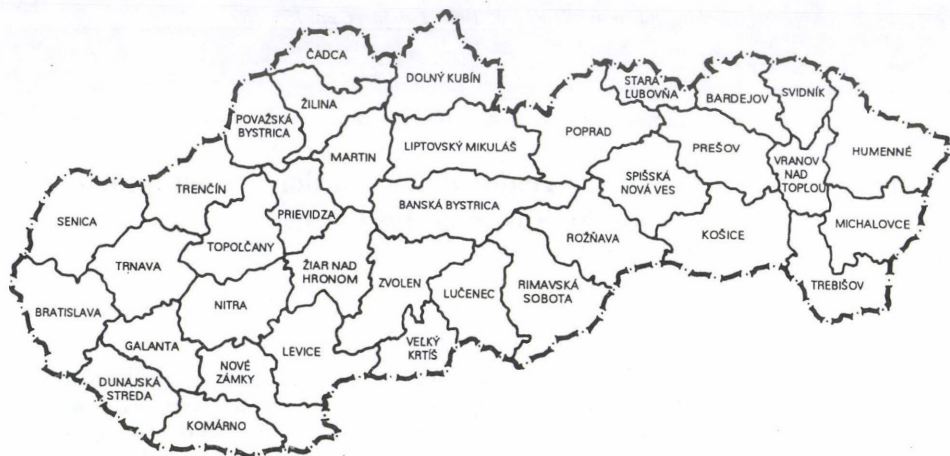 ČADCA
DOLNÝ KUBÍN
STARÁ
ĽUBOVŇA
SVIDNÍK
BARDEJOV
ŽILINA
POVAŽSKÁ
BYSTRICA
POPRAD
MARTIN
LIPTOVSKÝ MIKULÁŠ
PREŠOV
VRANOV
NAD
TOPĽOU
HUMENNÉ
TRENČÍN
SPIŠSKÁ
NOVÁ VES
SENICA
PRIEVIDZA
BANSKÁ BYSTRICA
MICHALOVCE
TOPOĽČANY
ROŽŇAVA
KOŠICE
TRNAVA
ŽIAR NAD
HRONOM
ZVOLEN
LUČENEC
RIMAVSKÁ
SOBOTA
TREBIŠOV
BRATISLAVA
NITRA
GALANTA
LEVICE
VEĽKÝ
KRTÍŠ
NOVÉ
ZÁMKY
DUNAJSKÁ
STREDA
KOMÁRNO